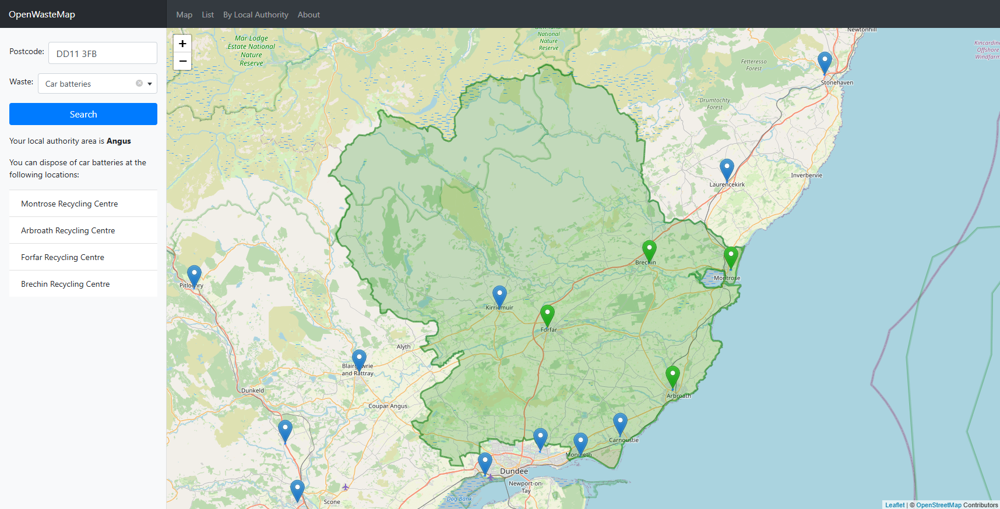 OpenWasteMap
Map
List
By Local Authority
About
Postcode:
DD11 3FB
Waste:
Car batteries
Search
Your local authority area is Angus
You can dispose of car batteries at the
following locations:
Montrose Recycling Centre
Arbroath Recycling Centre
Forfar Recycling Centre
Brechin Recycling Centre
+
−
Mar Lodge
Estate National
Nature
Reserve
National
Nature
Reserve
Newtonhill
Fetteresso
Forest
Stonehaven
Drumtochty
Forest
Laurencekirk
Inverbervie
Offshore
Brechin
Montrose
Pitlochry
Kirriemuir
Forfar
Alyth
Blairgowrie
and Rattray
Dunkeld
Coupar Angus
Arbroath
Carnoustie
Monifieth
Dundee
Newport-on-
Tay
Dog Bank
Scone
Leaflet | © OpenStreetMap Contributors